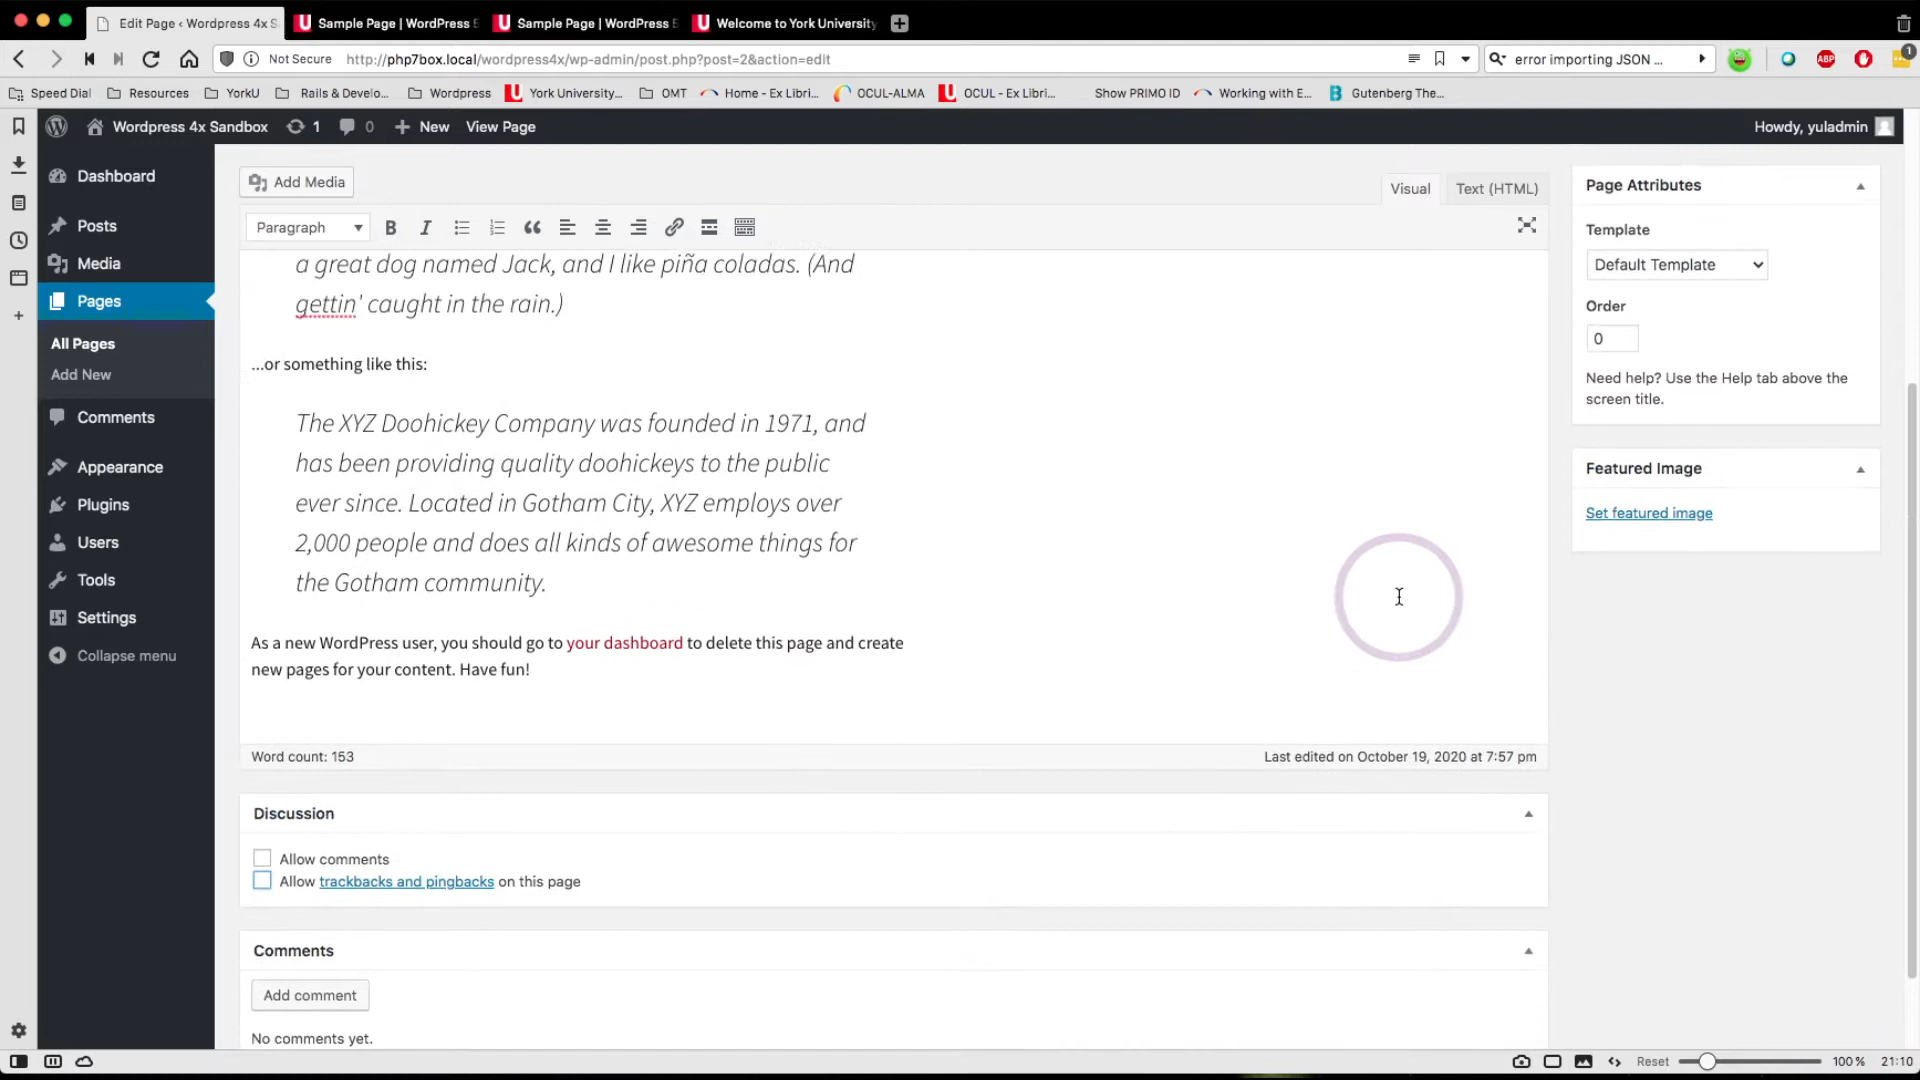 Edit Page ‹ Wordpress 4x S
Sample Page | WordPress 5
Sample Page | WordPress 5
Welcome to York University
Not Secure
http://php7box.local/wordpress4x/wp-admin/post.php?post=2&action=edit
error importing JSON ...
ABP
1
Speed Dial
Resources
YorkU
Rails & Develo...
Wordpress
York University...
OMT
Home - Ex Libri...
OCUL-ALMA
OCUL - Ex Libri...
Show PRIMO ID
Working with E...
Gutenberg The...
Wordpress 4x Sandbox
1
0
New
View Page
Howdy, yuladmin
Dashboard
Posts
Media
Pages
All Pages
Add New
Comments
Appearance
Plugins
Users
Tools
Settings
Collapse menu
Add Media
Visual
Text (HTML)
Paragraph
a great dog named Jack, and I like piña coladas. (And
gettin' caught in the rain.)
...or something like this:
The XYZ Doohickey Company was founded in 1971, and
has been providing quality doohickeys to the public
ever since. Located in Gotham City, XYZ employs over
2,000 people and does all kinds of awesome things for
the Gotham community.
As a new WordPress user, you should go to your dashboard to delete this page and create
new pages for your content. Have fun!
Word count: 153
Last edited on October 19, 2020 at 7:57 pm
Discussion
Allow comments
Allow trackbacks and pingbacks on this page
Comments
Add comment
No comments yet.
Page Attributes
Template
Default Template
Order
0
Need help? Use the Help tab above the
screen title.
Featured Image
Set featured image
Reset
100 %
21:10